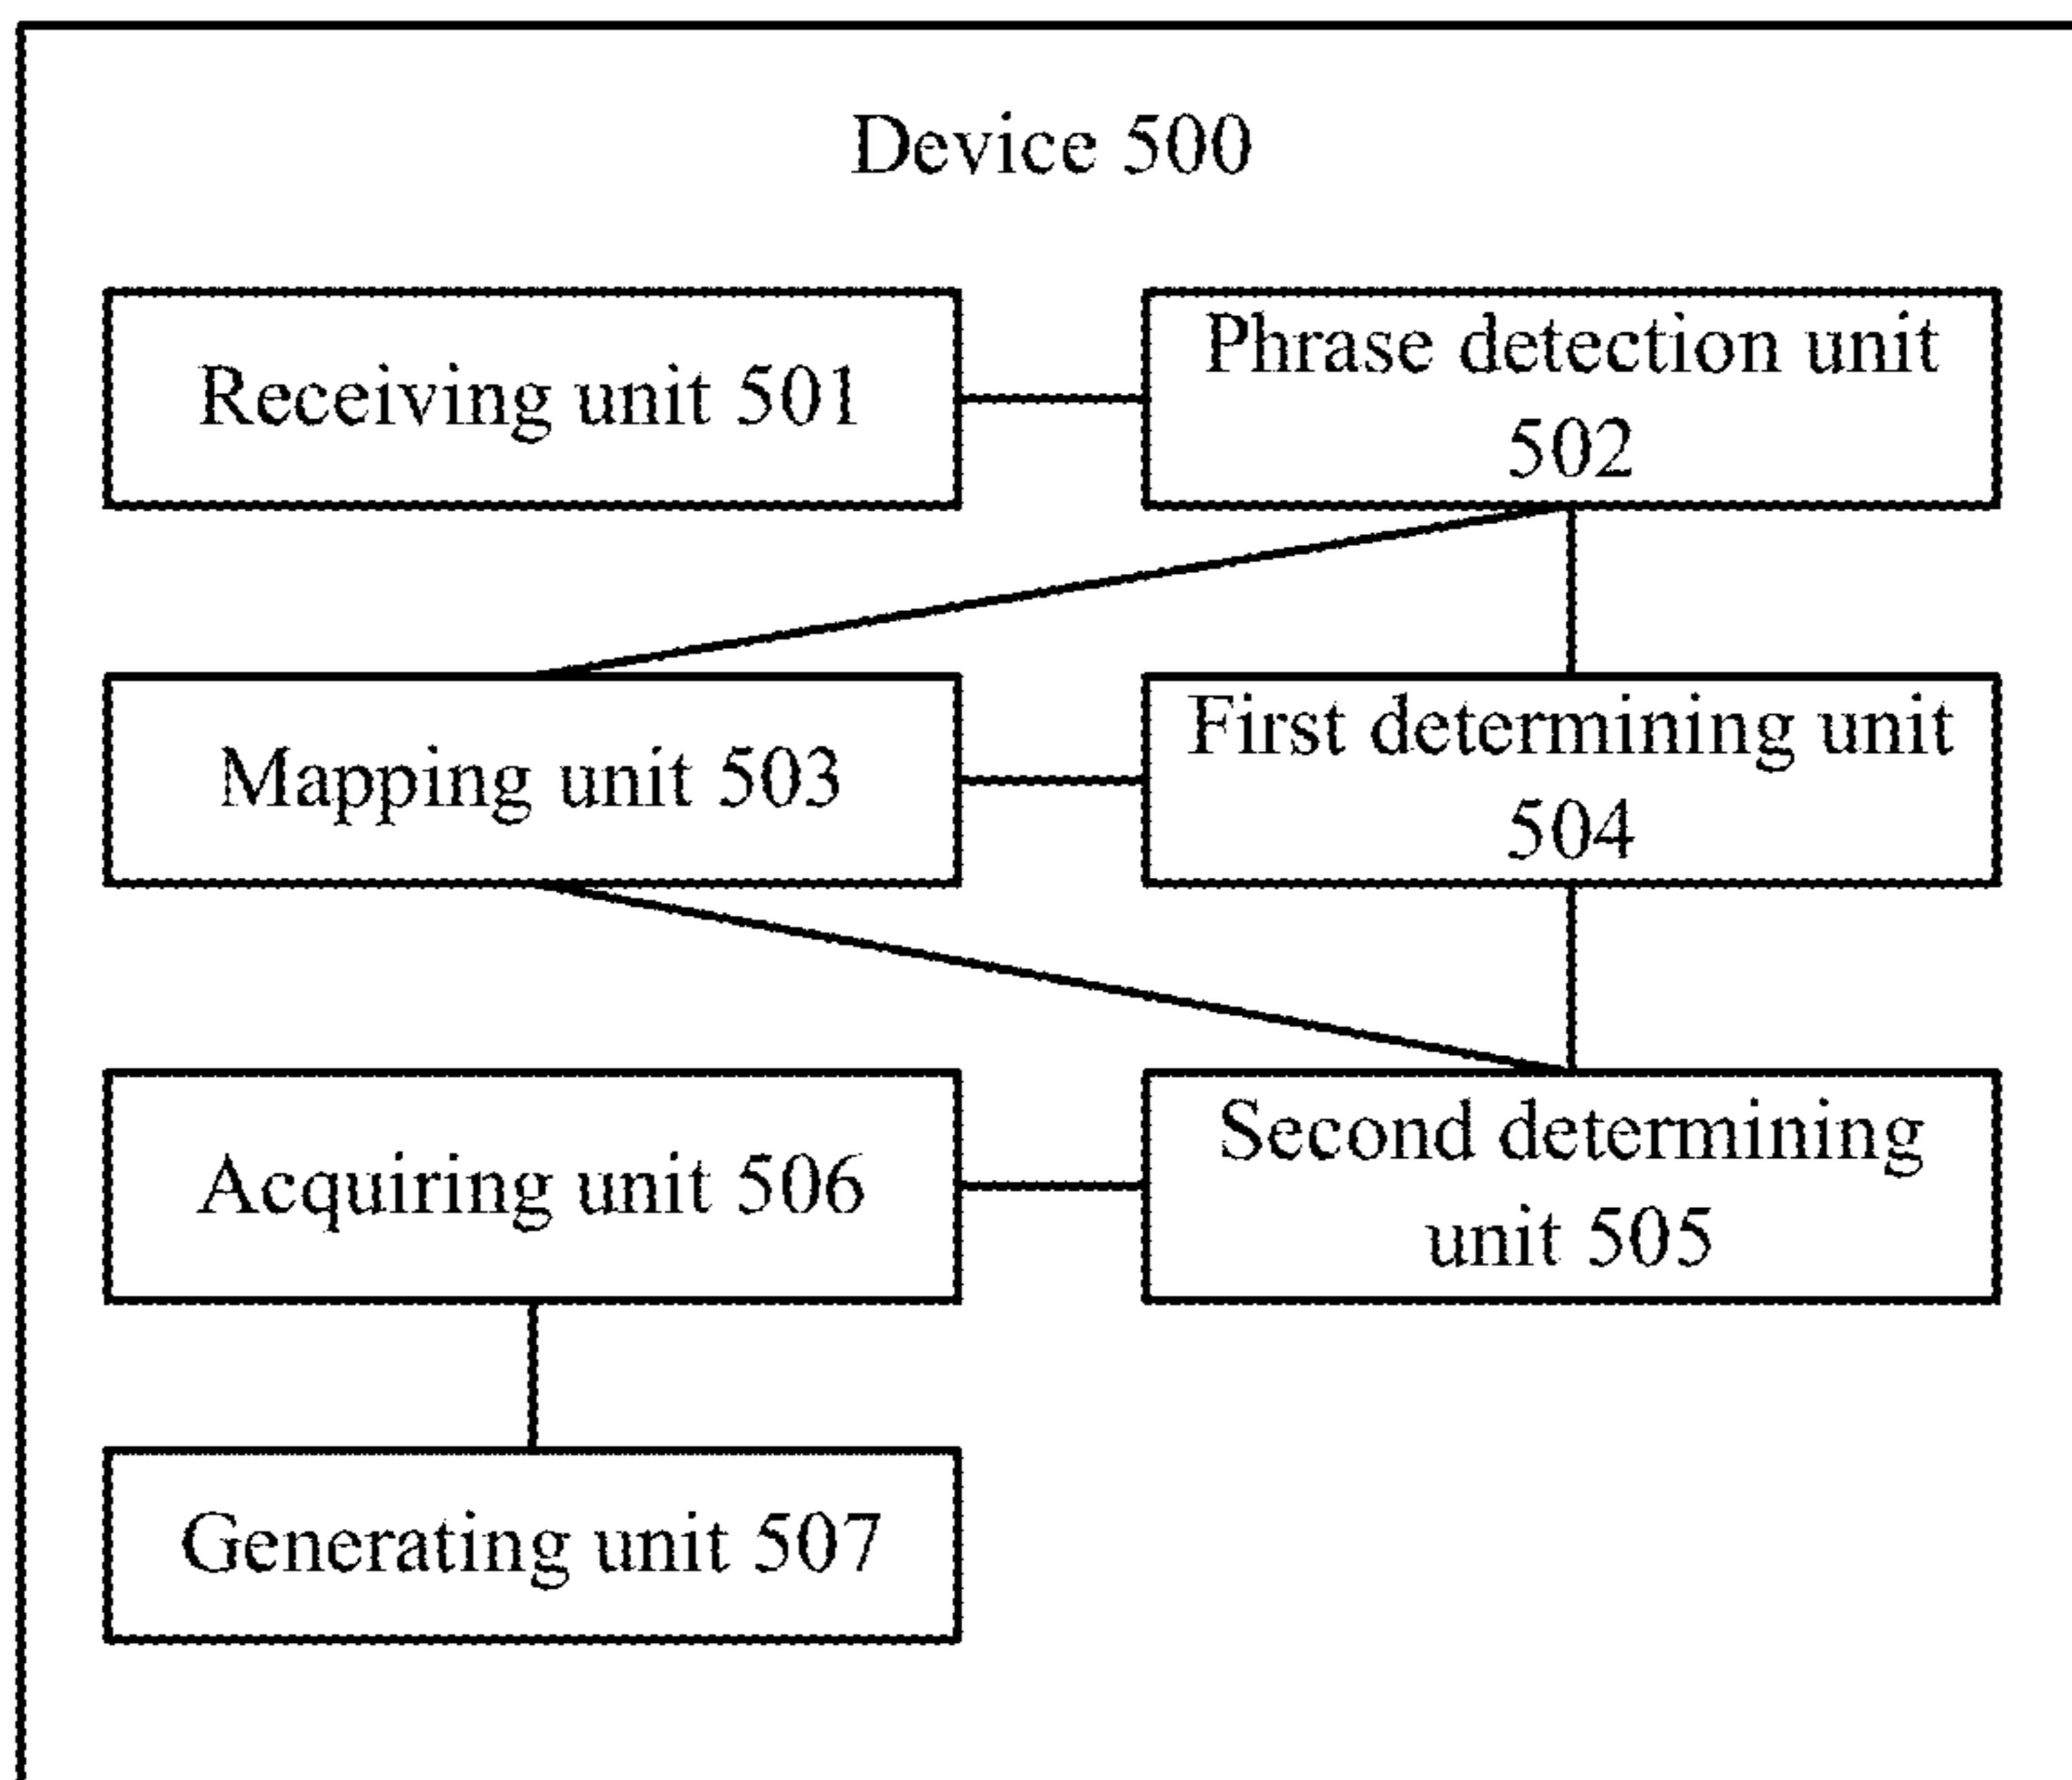 Device 500
Receiving unit 501
Phrase detection unit
502
Mapping unit 503
First determining unit
504
Acquiring unit 506
Second determining
unit 505
Generating unit 507